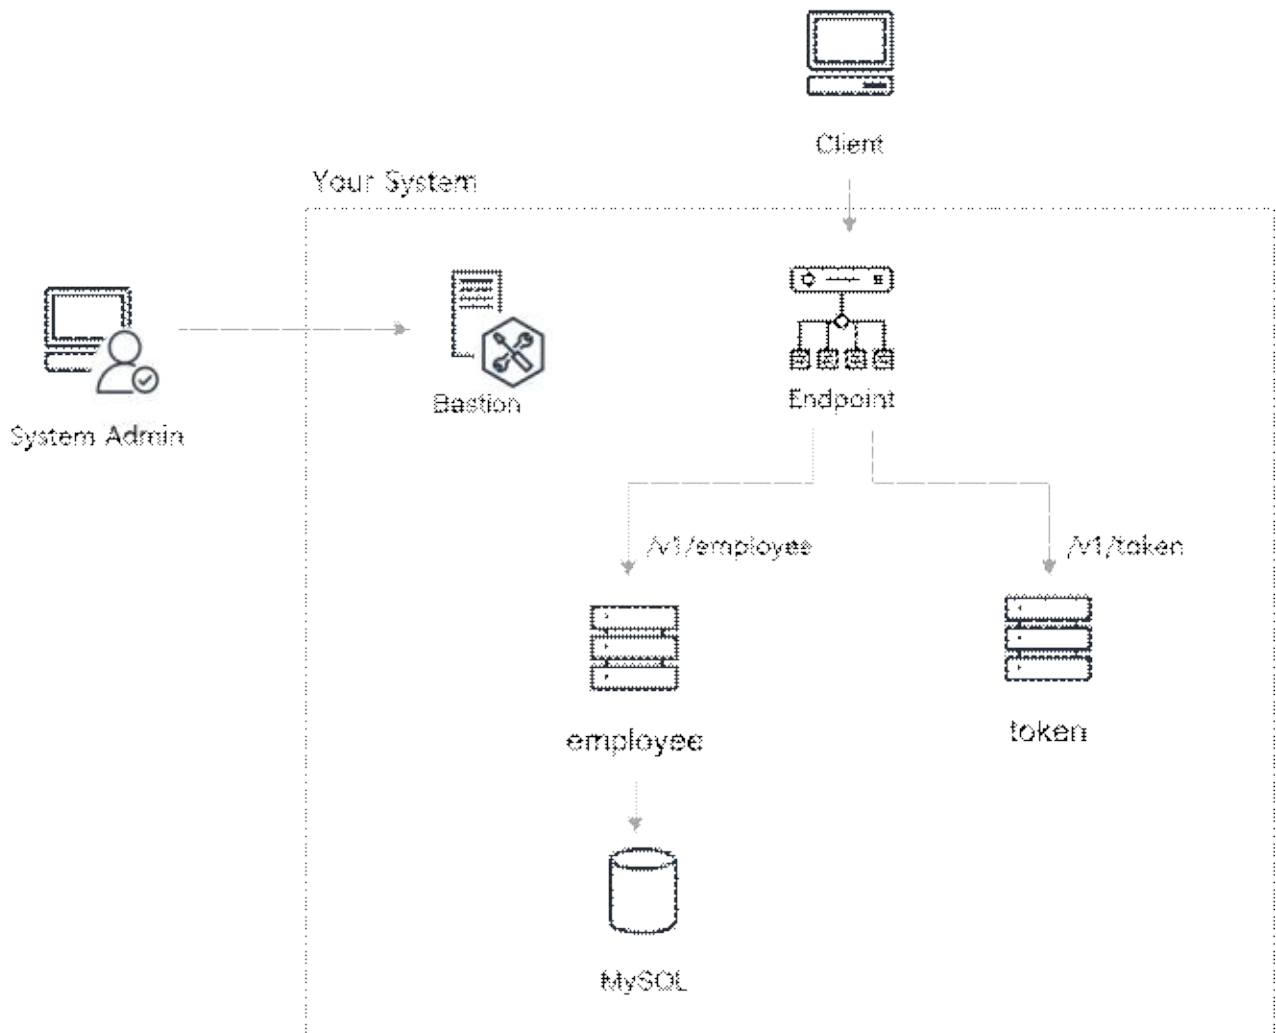 Client
Your System
Bastion
Endpoint
System Admin
/v1/employee
/v1/token
employee
token
MySQL